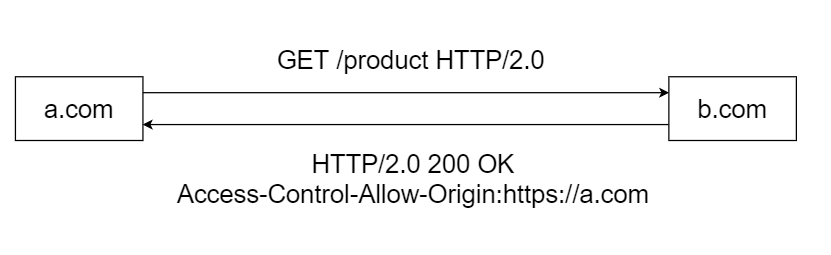 GET /product HTTP/2.0
a.com
b.com
HTTP/2.0 200 OK
Access-Control-Allow-Origin:https://a.com